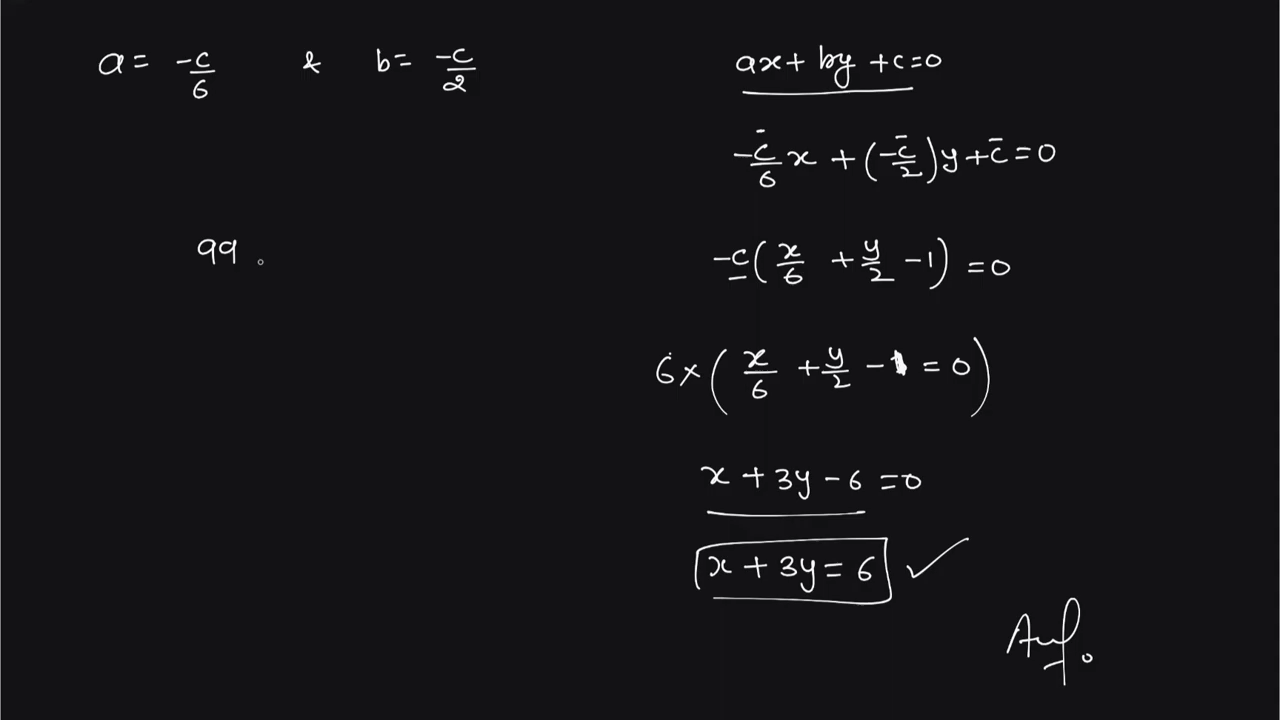 a = -c/6 & b = -c/2
99.
ax + by + c = 0
-c/6 x + (-c/2)y + c = 0
-c(x/6 + y/2 - 1) = 0
6 × (x/6 + y/2 - 1 = 0)
x + 3y - 6 = 0
x + 3y = 6 ✓